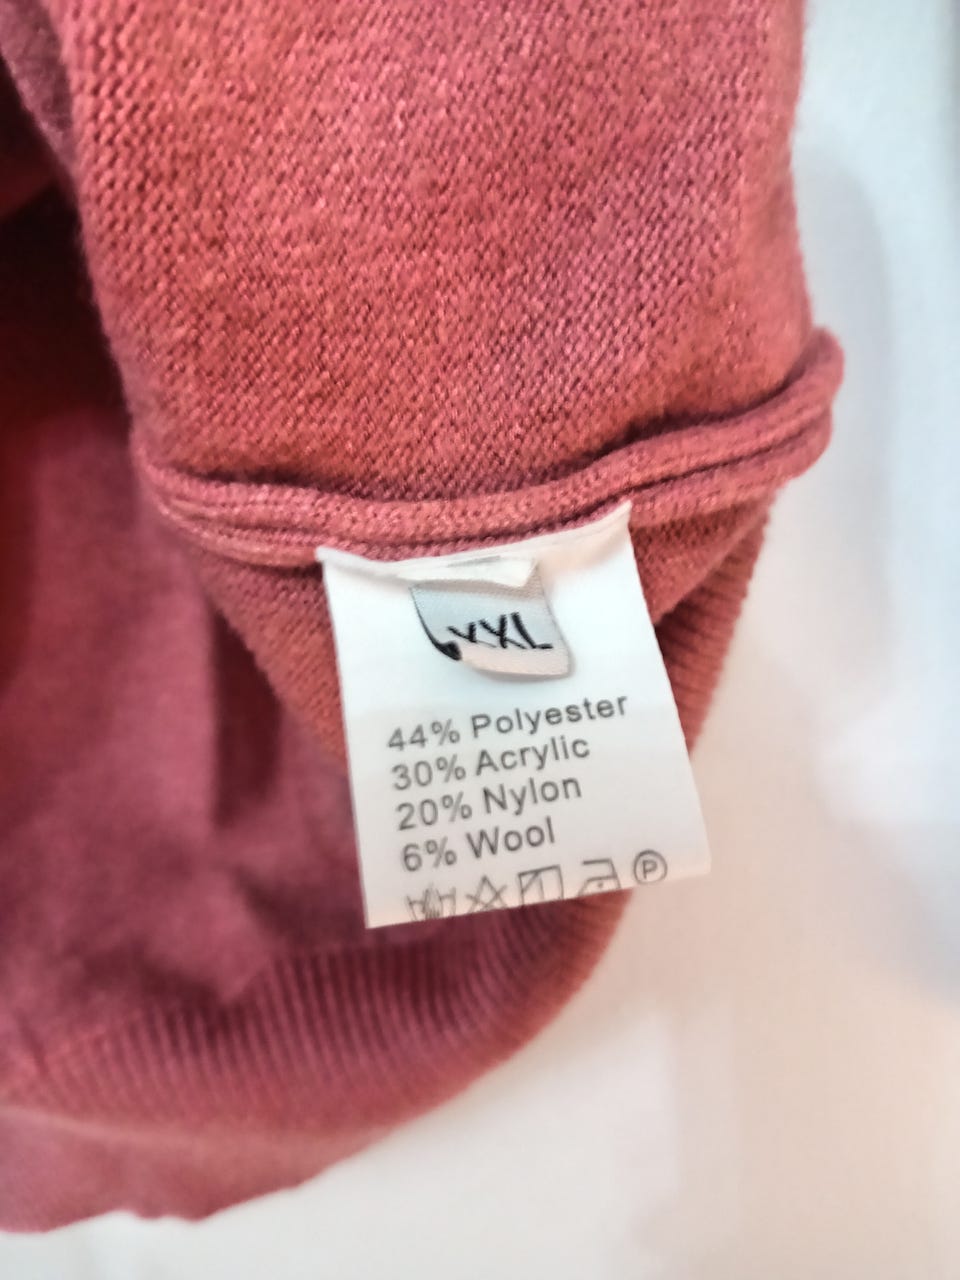 XXL
44% Polyester
30% Acrylic
20% Nylon
6% Wool
P